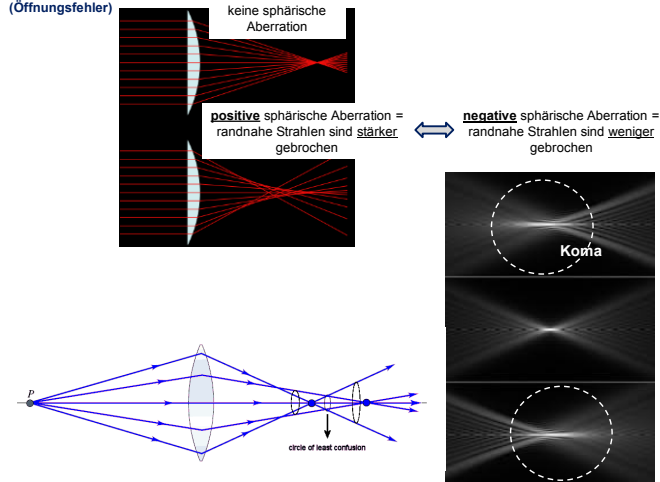 (Öffnungsfehler)
keine sphärische
Aberration
positive sphärische Aberration =
randnahe Strahlen sind stärker
gebrochen
negative sphärische Aberration =
randnahe Strahlen sind weniger
gebrochen
Koma
P
circle of least confusion